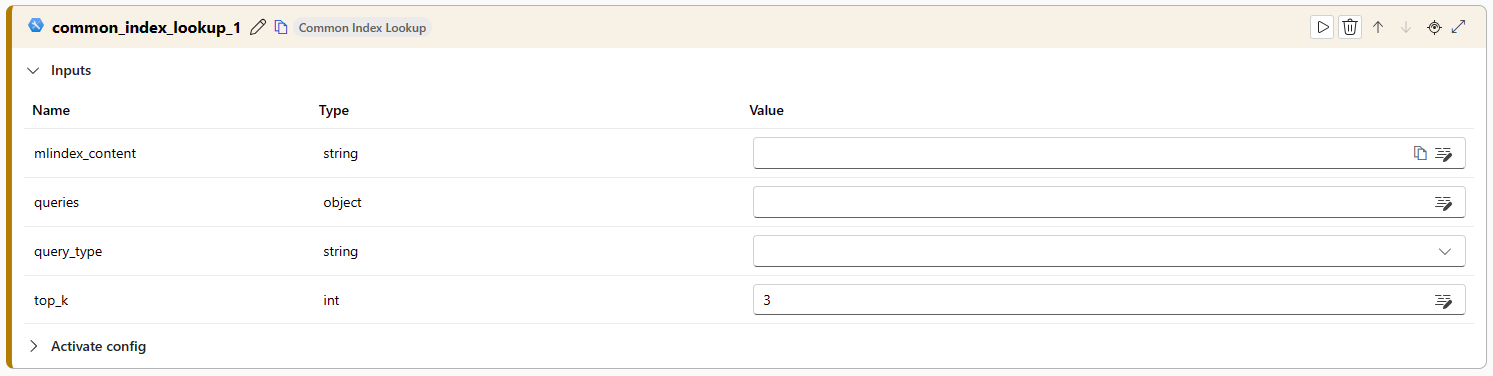 common_index_lookup_1 Common Index Lookup
Inputs
Name Type Value
mlindex_content string
queries object
query_type string
top_k int 3
Activate config